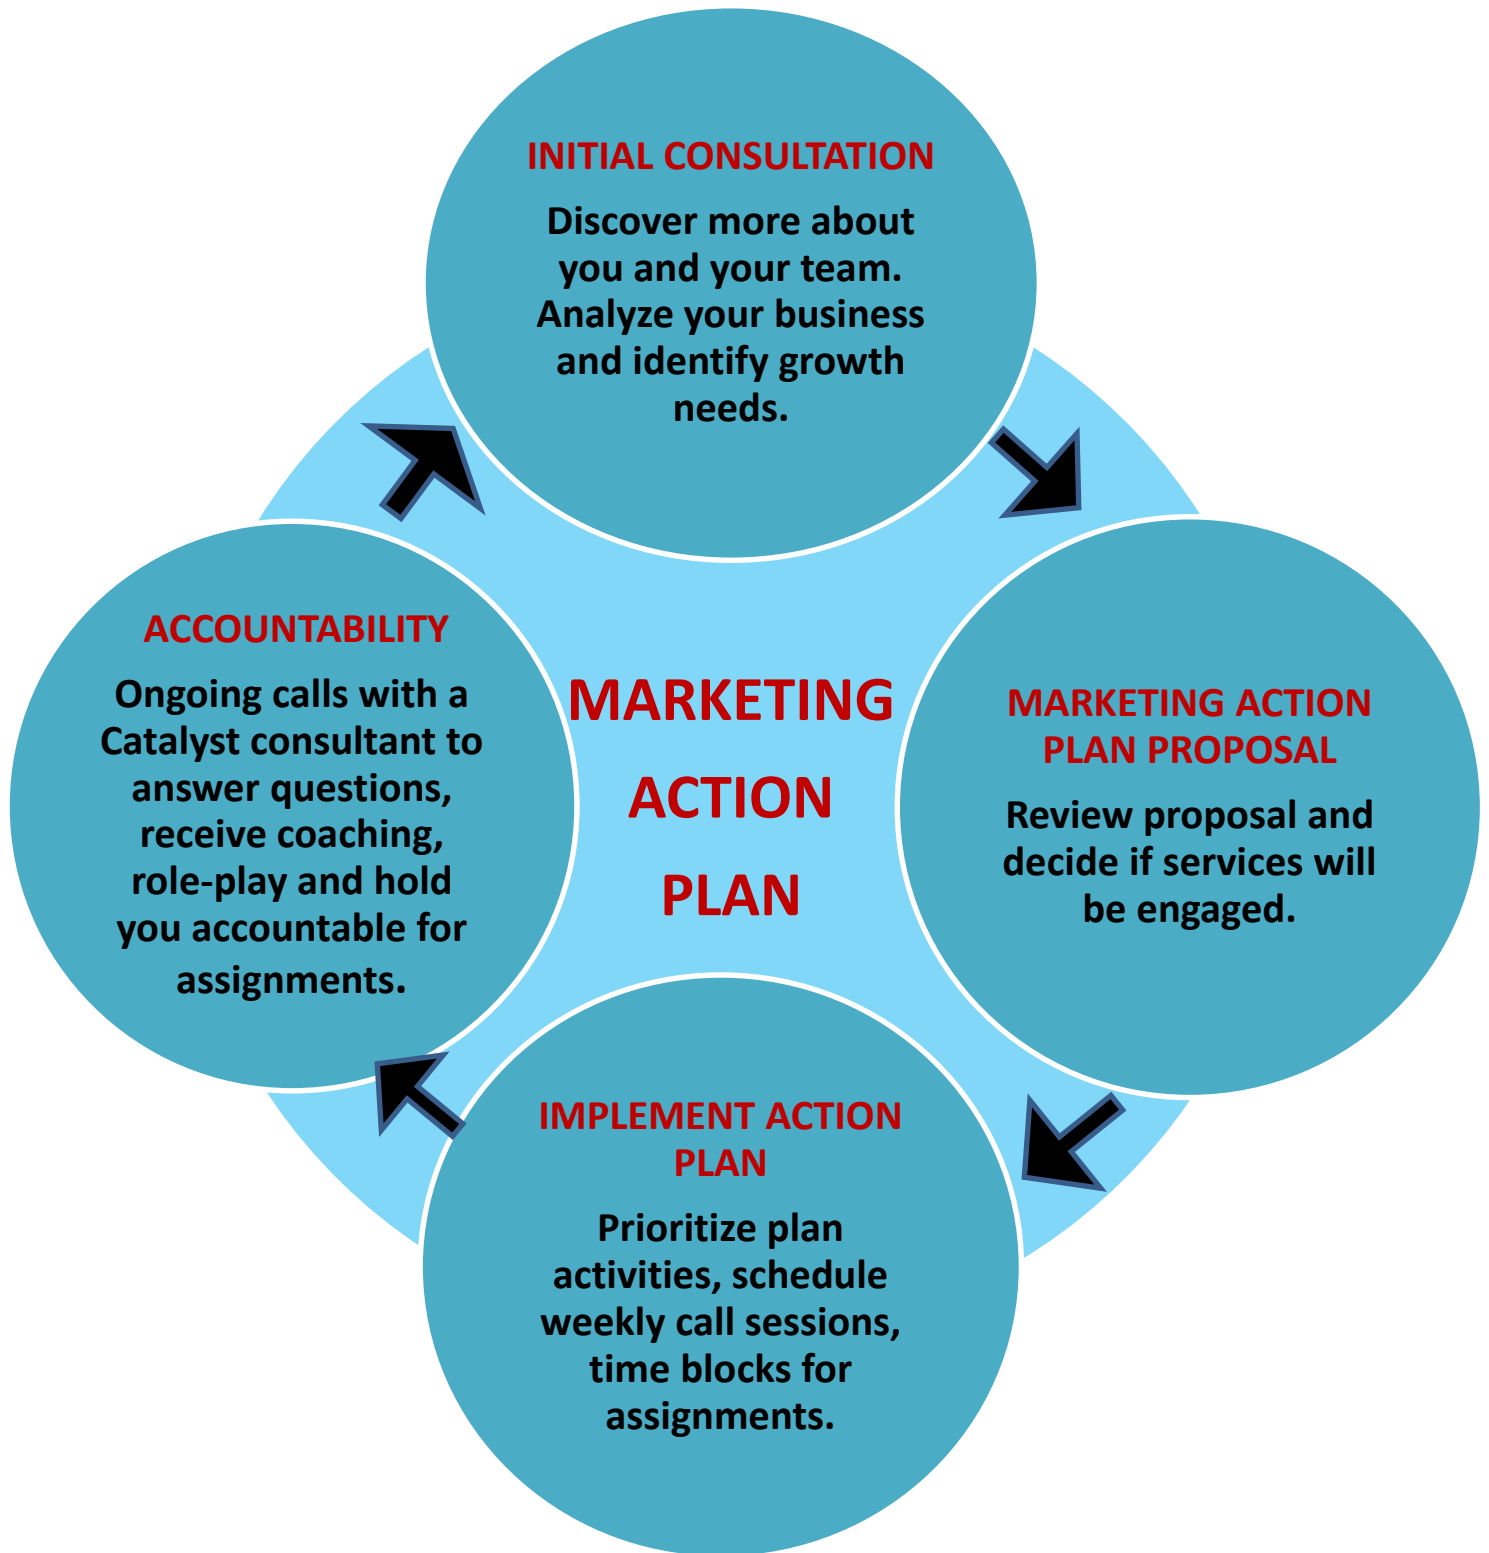 INITIAL CONSULTATION
Discover more about
you and your team.
Analyze your business
and identify growth
needs.
ACCOUNTABILITY
Ongoing calls with a
Catalyst consultant to
answer questions,
receive coaching,
role-play and hold
you accountable for
assignments.
MARKETING
ACTION
PLAN
MARKETING ACTION
PLAN PROPOSAL
Review proposal and
decide if services will
be engaged.
IMPLEMENT ACTION
PLAN
Prioritize plan
activities, schedule
weekly call sessions,
time blocks for
assignments.